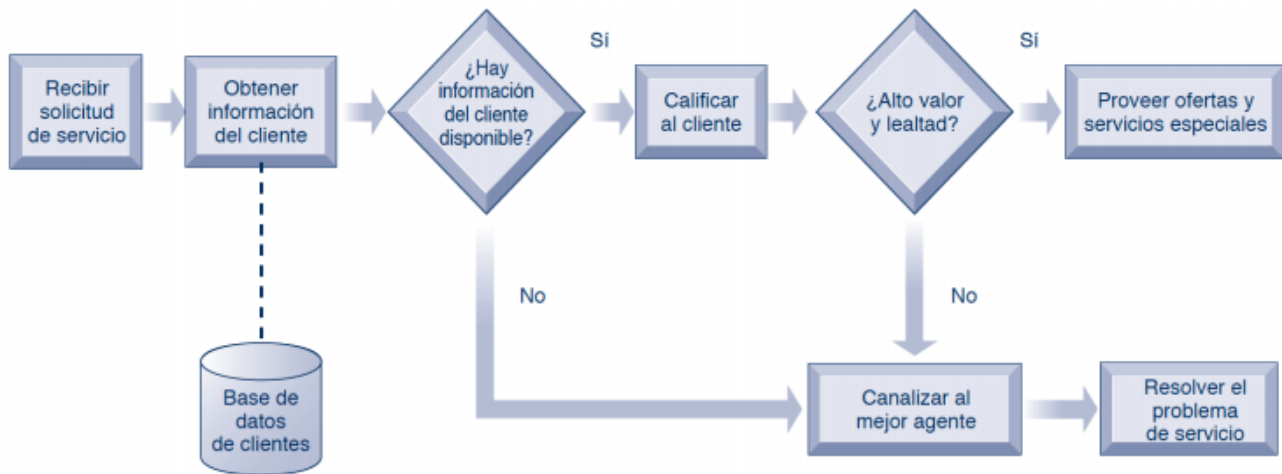 Recibir
solicitud
de servicio
Obtener
información
del cliente
¿Hay
información
del cliente
disponible?
Sí
Calificar
al cliente
¿Alto valor
y lealtad?
Sí
Proveer ofertas y
servicios especiales
No
No
Base de
datos
de clientes
Canalizar al
mejor agente
Resolver el
problema
de servicio